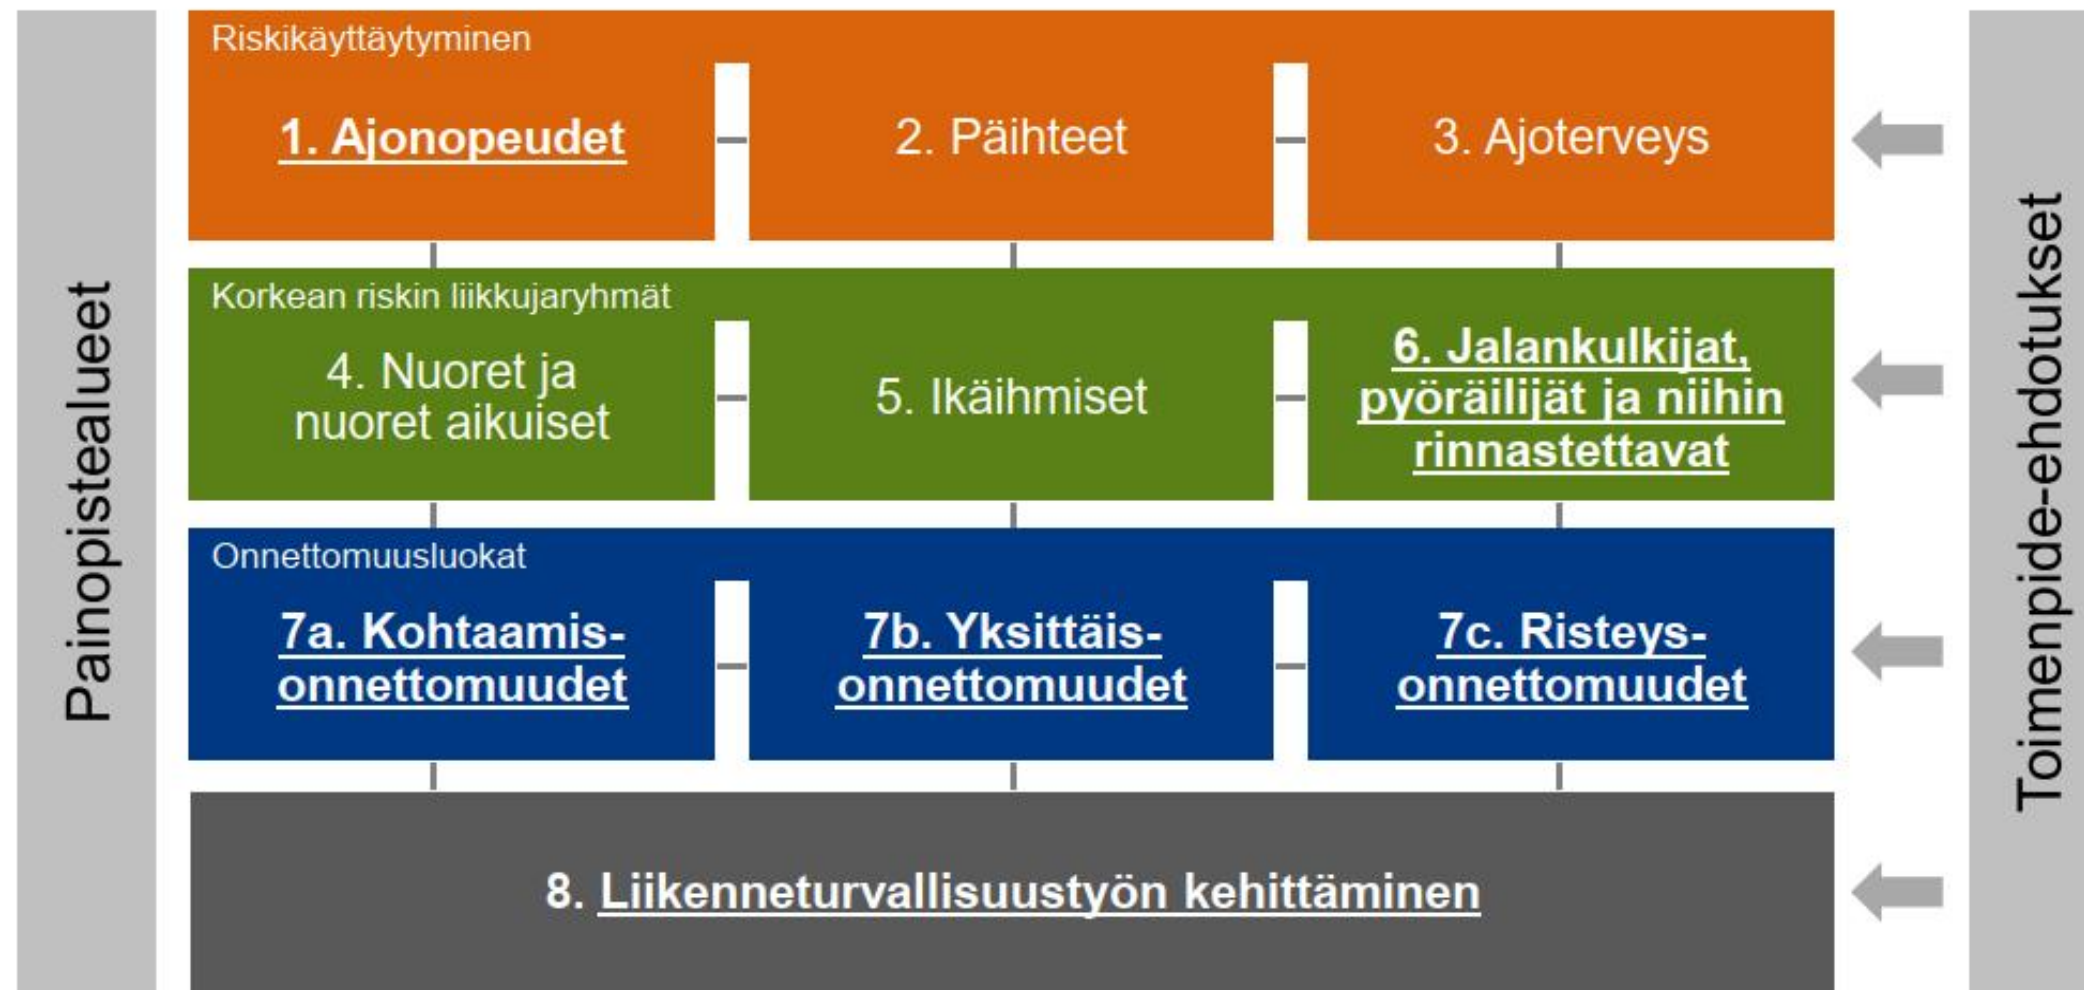 Painopistealueet
Riskikäyttäytyminen
1. Ajonopeudet
2. Päihteet
3. Ajoterveys
Korkean riskin liikkujaryhmät
4. Nuoret ja
nuoret aikuiset
5. Ikäihmiset
6. Jalankulkijat,
pyöräilijät ja niihin
rinnastettavat
Onnettomuusluokat
7a. Kohtaamis-
onnettomuudet
7b. Yksittäis-
onnettomuudet
7c. Risteys-
onnettomuudet
8. Liikenneturvallisuustyön kehittäminen
Toimenpide-ehdotukset